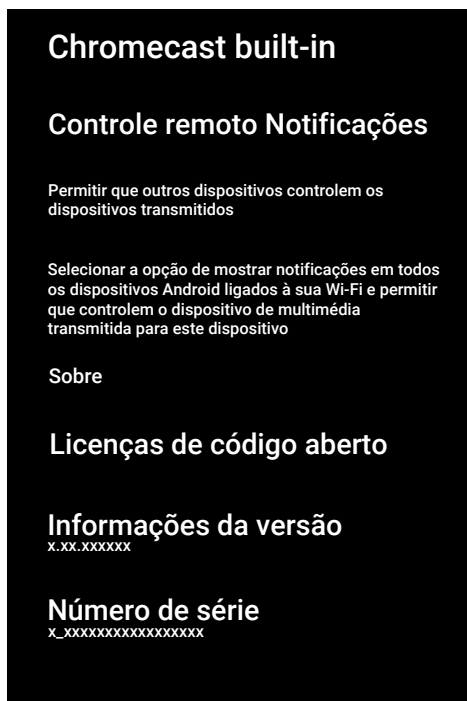 Chromecast built-in
Controle remoto Notificações
Permitir que outros dispositivos controlem os
dispositivos transmitidos
Selecionar a opção de mostrar notificações em todos
os dispositivos Android ligados à sua Wi-Fi e permitir
que controlem o dispositivo de multimédia
transmitida para este dispositivo
Sobre
Licenças de código aberto
Informações da versão
x.xx.xxxxxx
Número de série
x_xxxxxxxxxxxxxxxxx